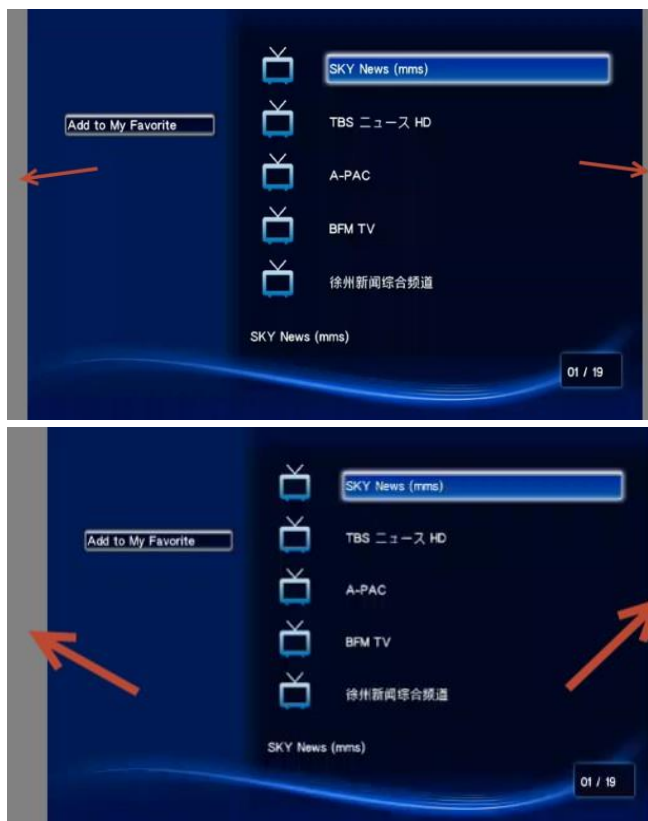 SKY News (mms)
Add to My Favorite
TBS ニュース HD
A-PAC
BFM TV
徐州新闻综合频道
SKY News (mms)
01 / 19
SKY News (mms)
Add to My Favorite
TBS ニュース HD
A-PAC
BFM TV
徐州新闻综合频道
SKY News (mms)
01 / 19